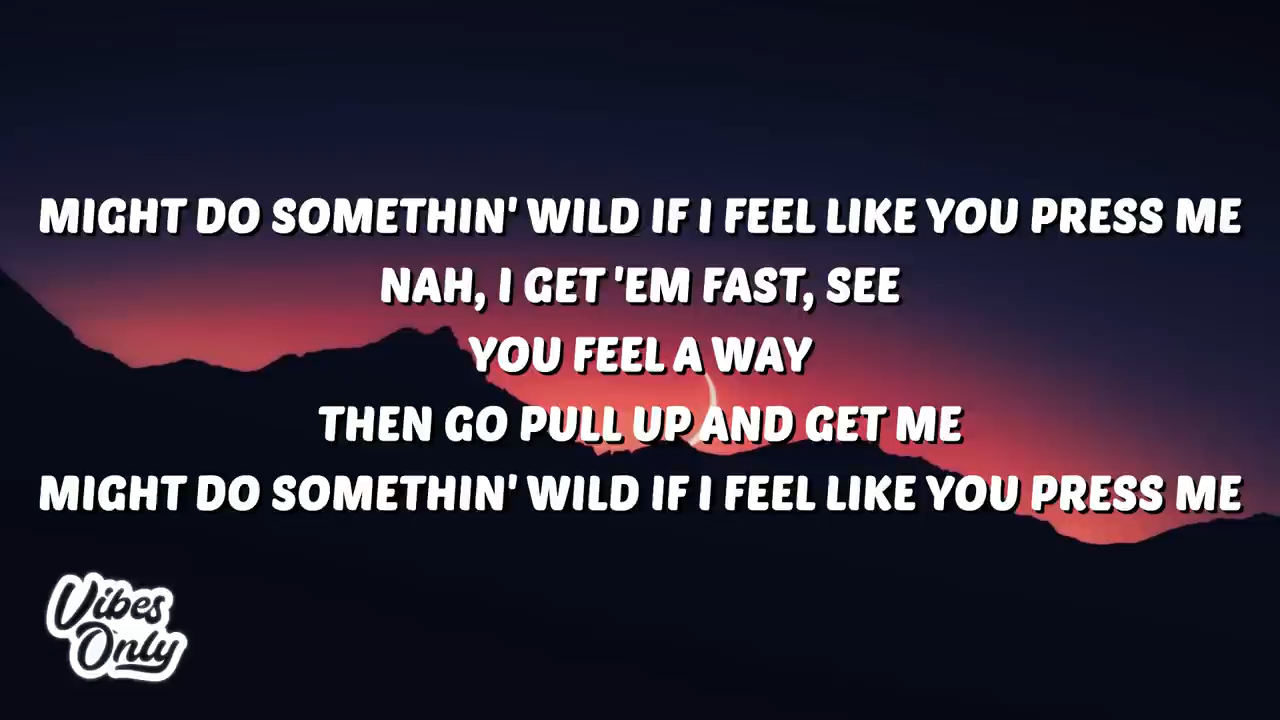 MIGHT DO SOMETHIN' WILD IF I FEEL LIKE YOU PRESS ME
NAH, I GET 'EM FAST, SEE
YOU FEEL A WAY
THEN GO PULL UP AND GET ME
MIGHT DO SOMETHIN' WILD IF I FEEL LIKE YOU PRESS ME
Vibes
Only